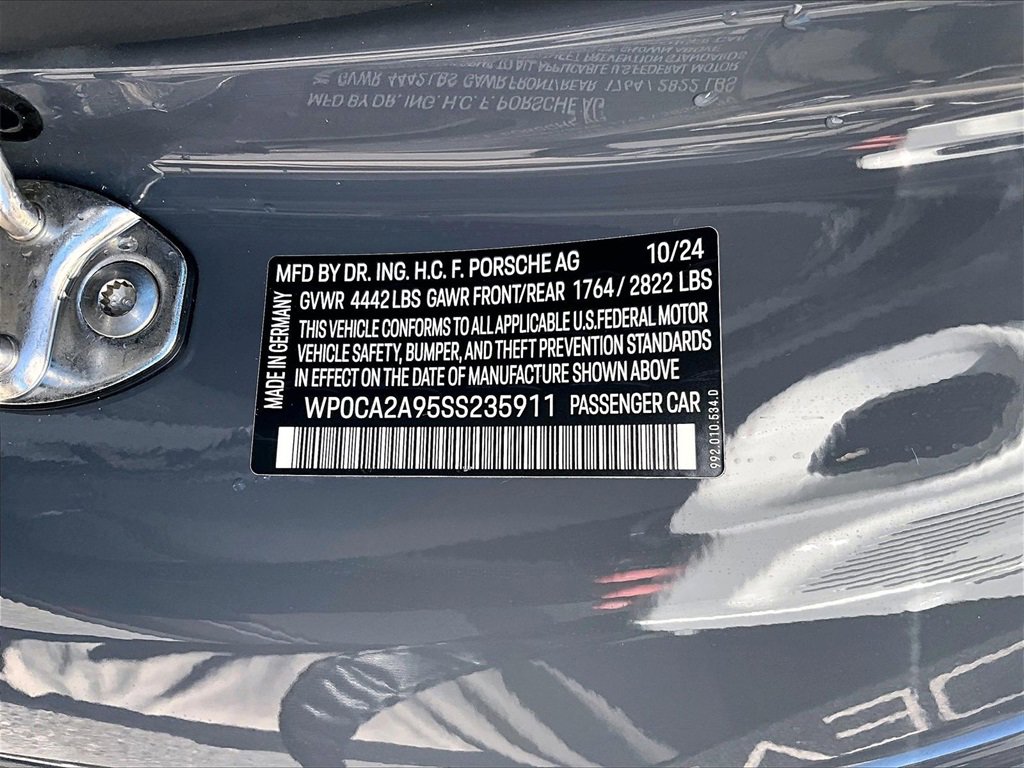 MFD BY DR. ING. H.C. F. PORSCHE AG 10/24
GVWR 4442 LBS GAWR FRONT/REAR 1764 / 2822 LBS
THIS VEHICLE CONFORMS TO ALL APPLICABLE U.S.FEDERAL MOTOR
VEHICLE SAFETY, BUMPER, AND THEFT PREVENTION STANDARDS
IN EFFECT ON THE DATE OF MANUFACTURE SHOWN ABOVE
WP0CA2A95SS235911 PASSENGER CAR
MADE IN GERMANY
992.010.534.0